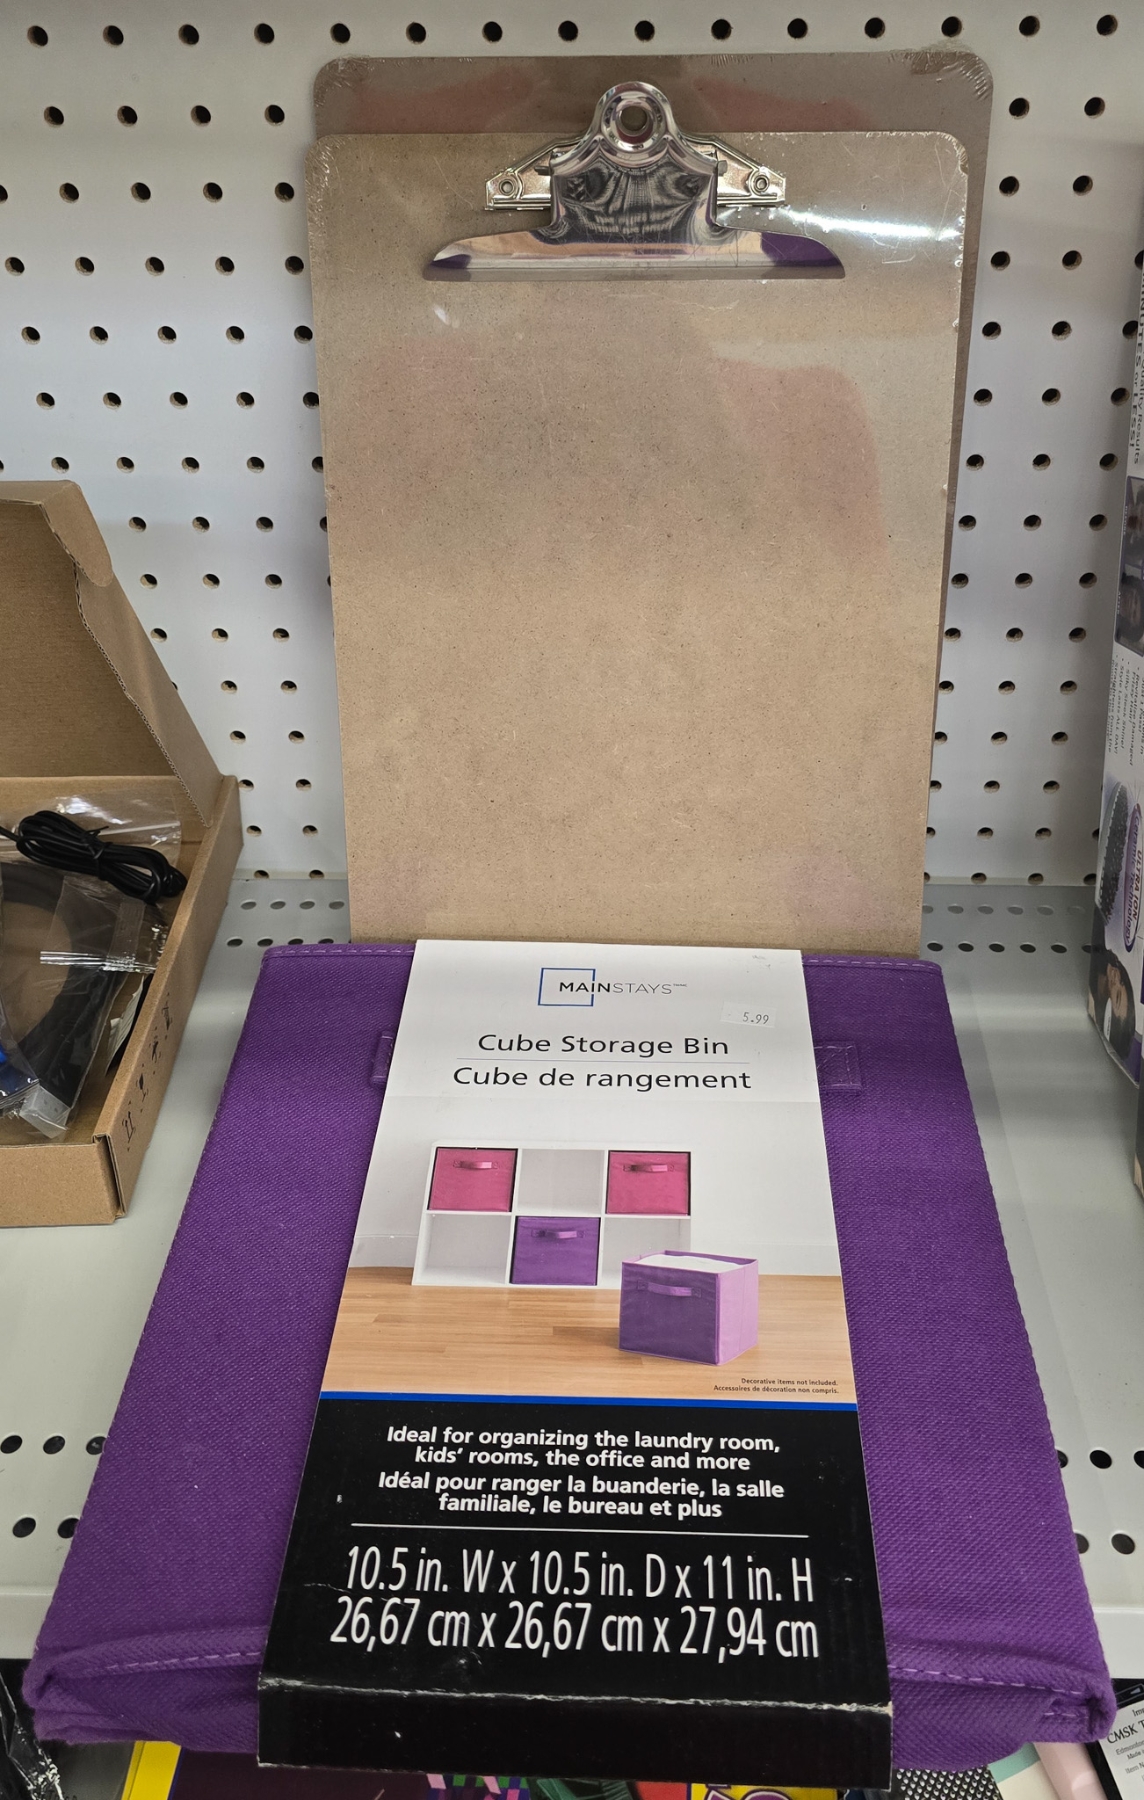 MAINSTAYS™
5.99
Cube Storage Bin
Cube de rangement
Decorative items not included.
Accessoires de décoration non compris.
Ideal for organizing the laundry room,
kids' rooms, the office and more
Idéal pour ranger la buanderie, la salle
familiale, le bureau et plus
10.5 in. W x 10.5 in. D x 11 in. H
26,67 cm x 26,67 cm x 27,94 cm
CMSK